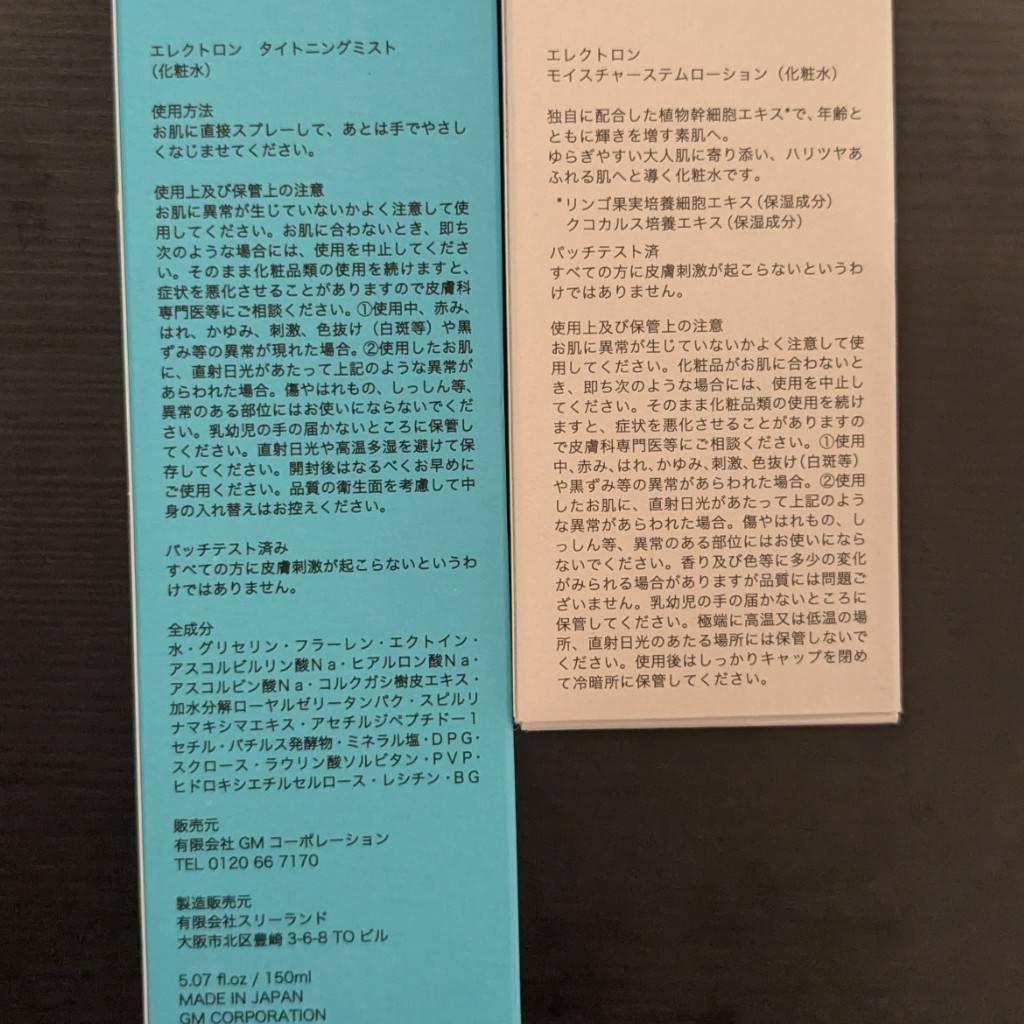 エレクトロン　タイトニングミスト
（化粧水）
使用方法
お肌に直接スプレーして、あとは手でやさし
くなじませてください。
使用上及び保管上の注意
お肌に異常が生じていないかよく注意して使
用してください。お肌に合わないとき、即ち
次のような場合には、使用を中止してくださ
い。そのまま化粧品類の使用を続けますと、
症状を悪化させることがありますので皮膚科
専門医等にご相談ください。①使用中、赤み、
はれ、かゆみ、刺激、色抜け（白斑等）や黒
ずみ等の異常が現れた場合。②使用したお肌
に、直射日光があたって上記のような異常が
あらわれた場合。傷やはれもの、しっしん等、
異常のある部位にはお使いにならないでくだ
さい。乳幼児の手の届かないところに保管し
てください。直射日光や高温多湿を避けて保
存してください。開封後はなるべくお早めに
ご使用ください。品質の衛生面を考慮して中
身の入れ替えはお控えください。
パッチテスト済み
すべての方に皮膚刺激が起こらないというわ
けではありません。
全成分
水・グリセリン・フラーレン・エクトイン・
アスコルビルリン酸Ｎａ・ヒアルロン酸Ｎａ・
アスコルビン酸Ｎａ・コルクガシ樹皮エキス・
加水分解ローヤルゼリータンパク・スピルリ
ナマキシマエキス・アセチルジペプチドー１
セチル・バチルス発酵物・ミネラル塩・ＤＰＧ・
スクロース・ラウリン酸ソルビタン・ＰＶＰ・
ヒドロキシエチルセルロース・レシチン・ＢＧ
販売元
有限会社 GM コーポレーション
TEL 0120 66 7170
製造販売元
有限会社スリーランド
大阪市北区豊崎 3-6-8 TO ビル
5.07 fl.oz / 150ml
MADE IN JAPAN
GM CORPORATION
エレクトロン
モイスチャーステムローション（化粧水）
独自に配合した植物幹細胞エキス*で、年齢と
ともに輝きを増す素肌へ。
ゆらぎやすい大人肌に寄り添い、ハリツヤあ
ふれる肌へと導く化粧水です。
*リンゴ果実培養細胞エキス（保湿成分）
クコカルス培養エキス（保湿成分）
パッチテスト済
すべての方に皮膚刺激が起こらないというわ
けではありません。
使用上及び保管上の注意
お肌に異常が生じていないかよく注意して使
用してください。化粧品がお肌に合わないと
き、即ち次のような場合には、使用を中止し
てください。そのまま化粧品類の使用を続け
ますと、症状を悪化させることがありますの
で皮膚科専門医等にご相談ください。①使用
中、赤み、はれ、かゆみ、刺激、色抜け（白斑等）
や黒ずみ等の異常が現れた場合。②使用
したお肌に、直射日光があたって上記のよう
な異常があらわれた場合。傷やはれもの、し
っしん等、異常のある部位にはお使いになら
ないでください。香り及び色等に多少の変化
がみられる場合がありますが品質には問題ご
ざいません。乳幼児の手の届かないところに
保管してください。極端に高温又は低温の場
所、直射日光のあたる場所には保管しないで
ください。使用後はしっかりキャップを閉め
て冷暗所に保管してください。